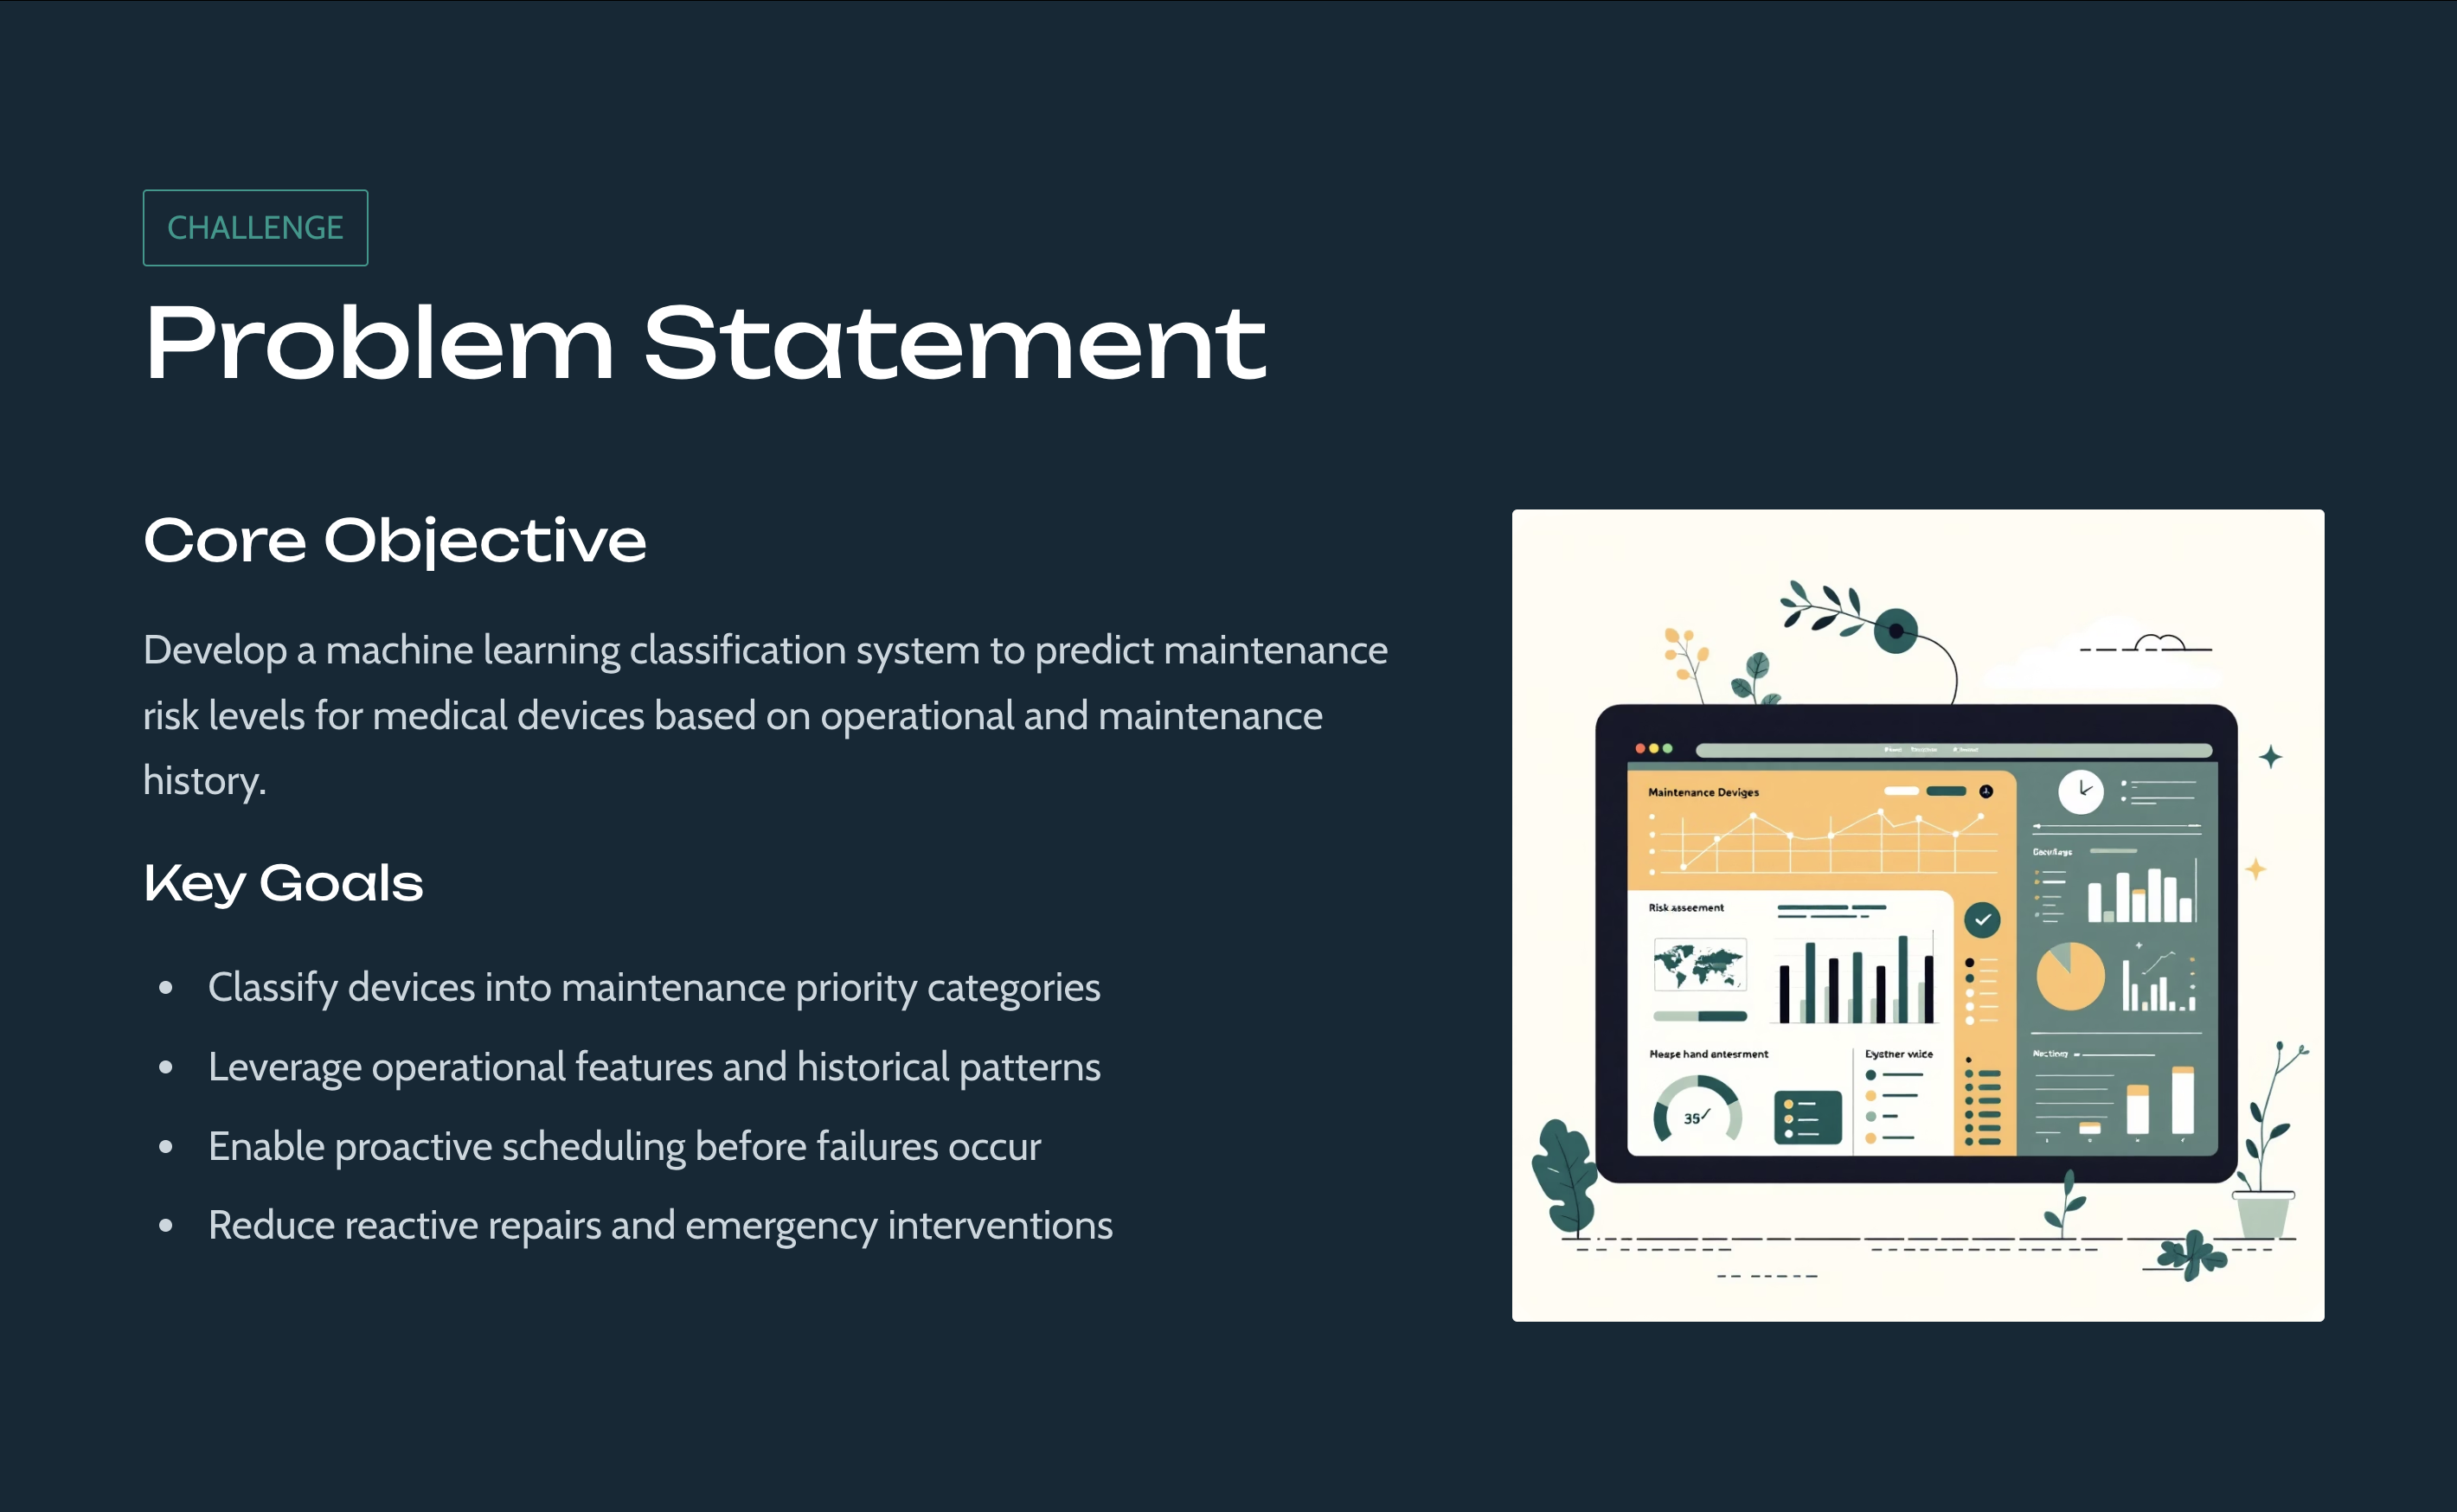 CHALLENGE
Problem Statement
Core Objective
Develop a machine learning classification system to predict maintenance
risk levels for medical devices based on operational and maintenance
history.
Key Goals
• Classify devices into maintenance priority categories
• Leverage operational features and historical patterns
• Enable proactive scheduling before failures occur
• Reduce reactive repairs and emergency interventions
Maintenance Deviges
Risk asseement
35✓